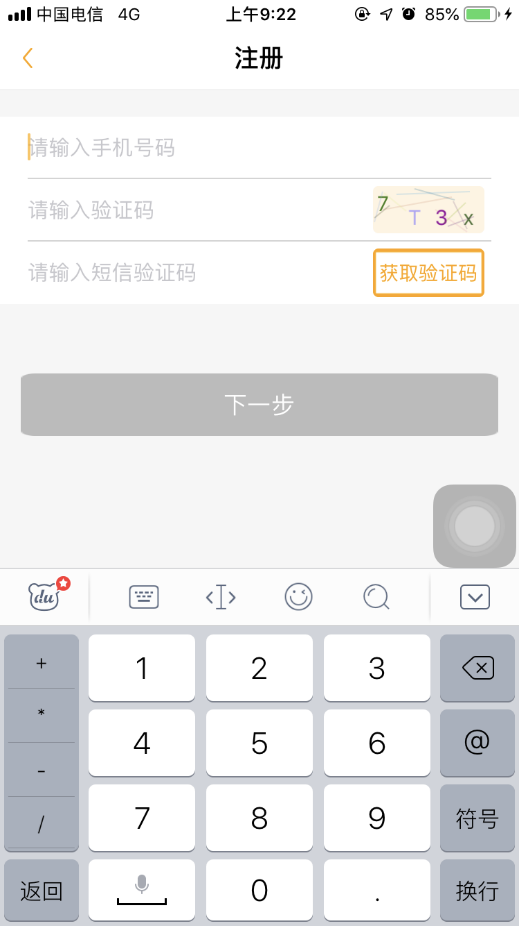 中国电信 4G 上午9:22 85%
注册
请输入手机号码
请输入验证码 7T3x
请输入短信验证码 获取验证码
下一步
du
+ 1 2 3
* 4 5 6 @
- 7 8 9 符号
/
返回 0 . 换行